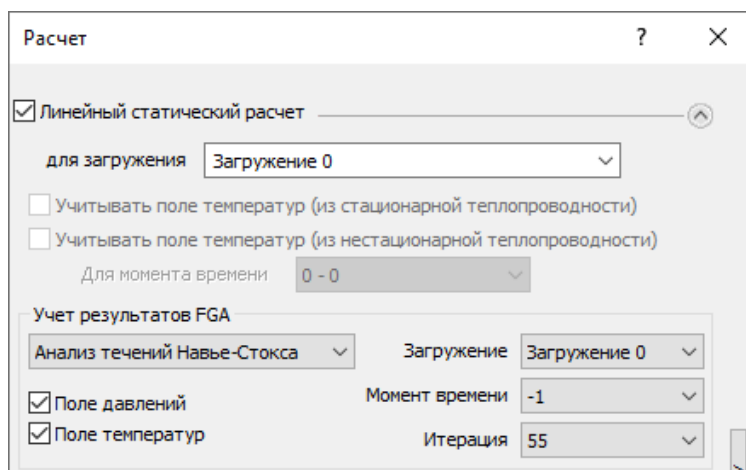 Расчет ?
Линейный статический расчет
для загружения Загружение 0
Учитывать поле температур (из стационарной теплопроводности)
Учитывать поле температур (из нестационарной теплопроводности)
Для момента времени 0 - 0
Учет результатов FGA
Анализ течений Навье-Стокса Загружение Загружение 0
Поле давлений Момент времени -1
Поле температур Итерация 55